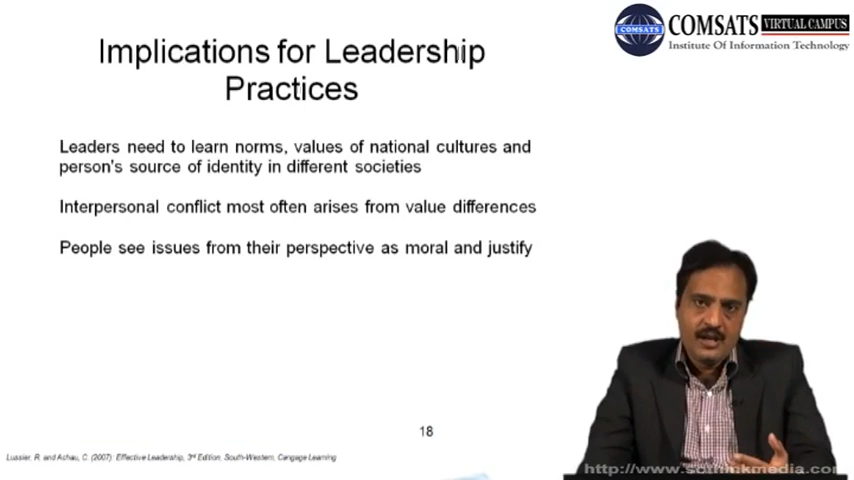 Implications for Leadership
Practices
COMSATS VIRTUAL CAMPUS
COMSATS
Institute Of Information Technology
Leaders need to learn norms, values of national cultures and
person's source of identity in different societies
Interpersonal conflict most often arises from value differences
People see issues from their perspective as moral and justify
18
Lussier, R. and Achau, C. (2007): Effective Leadership, 3rd Edition, South-Western, Cengage Learning
http://www.sothinkmedia.com